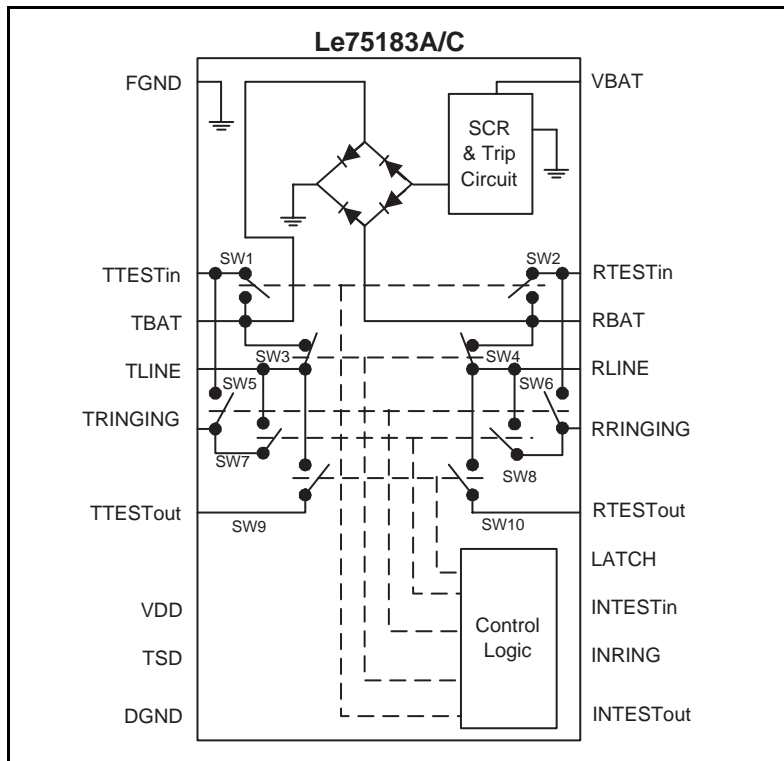 Le75183A/C
FGND
VBAT
SCR
& Trip
Circuit
SW1
SW2
TTESTin
RTESTin
TBAT
RBAT
SW3
SW4
TLINE
RLINE
SW5
SW6
TRINGING
RRINGING
SW7
SW8
TTESTout
RTESTout
SW9
SW10
LATCH
VDD
INTESTin
Control
Logic
TSD
INRING
DGND
INTESTout